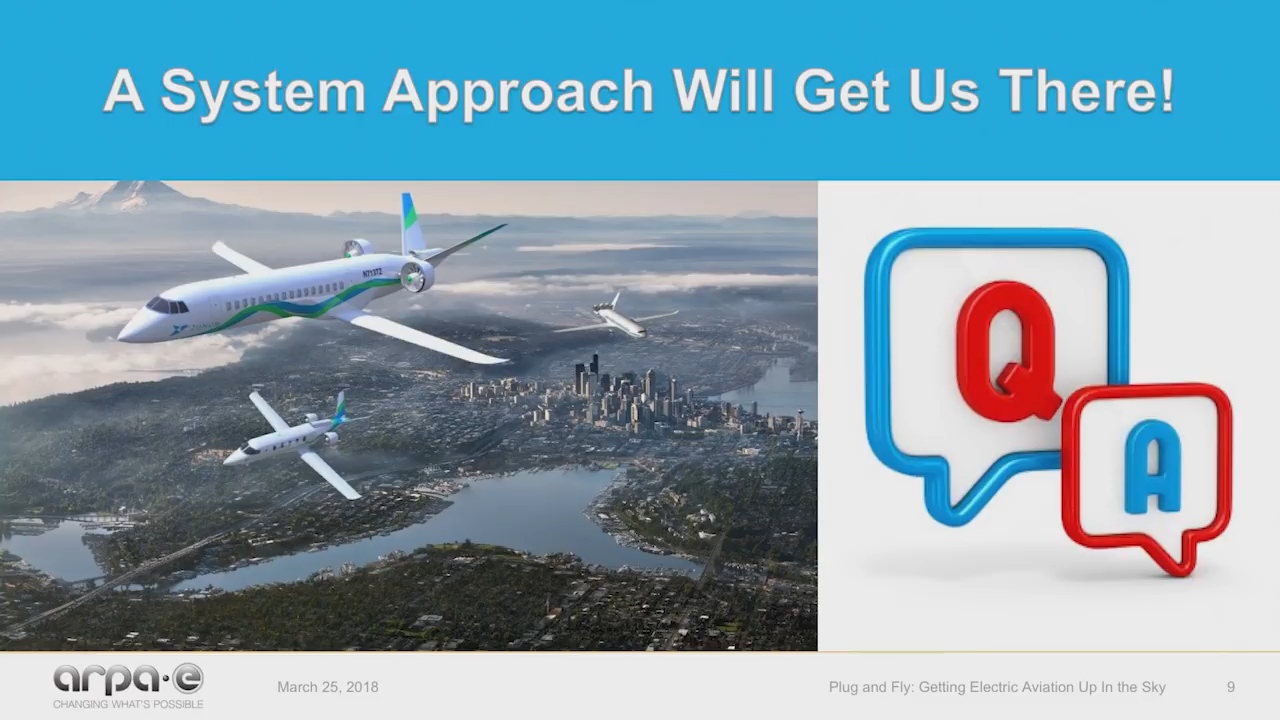 A System Approach Will Get Us There!
N713TZ
Q
A
arpa·e
CHANGING WHAT'S POSSIBLE
March 25, 2018
Plug and Fly: Getting Electric Aviation Up In the Sky
9